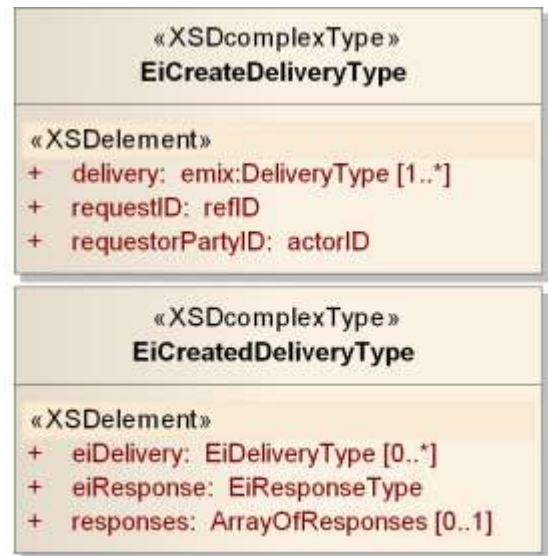 «XSDcomplexType»
EiCreateDeliveryType
«XSDelement»
+ delivery: emix:DeliveryType [1..*]
+ requestID: refID
+ requestorPartyID: actorID
«XSDcomplexType»
EiCreatedDeliveryType
«XSDelement»
+ eiDelivery: EiDeliveryType [0..*]
+ eiResponse: EiResponseType
+ responses: ArrayOfResponses [0..1]